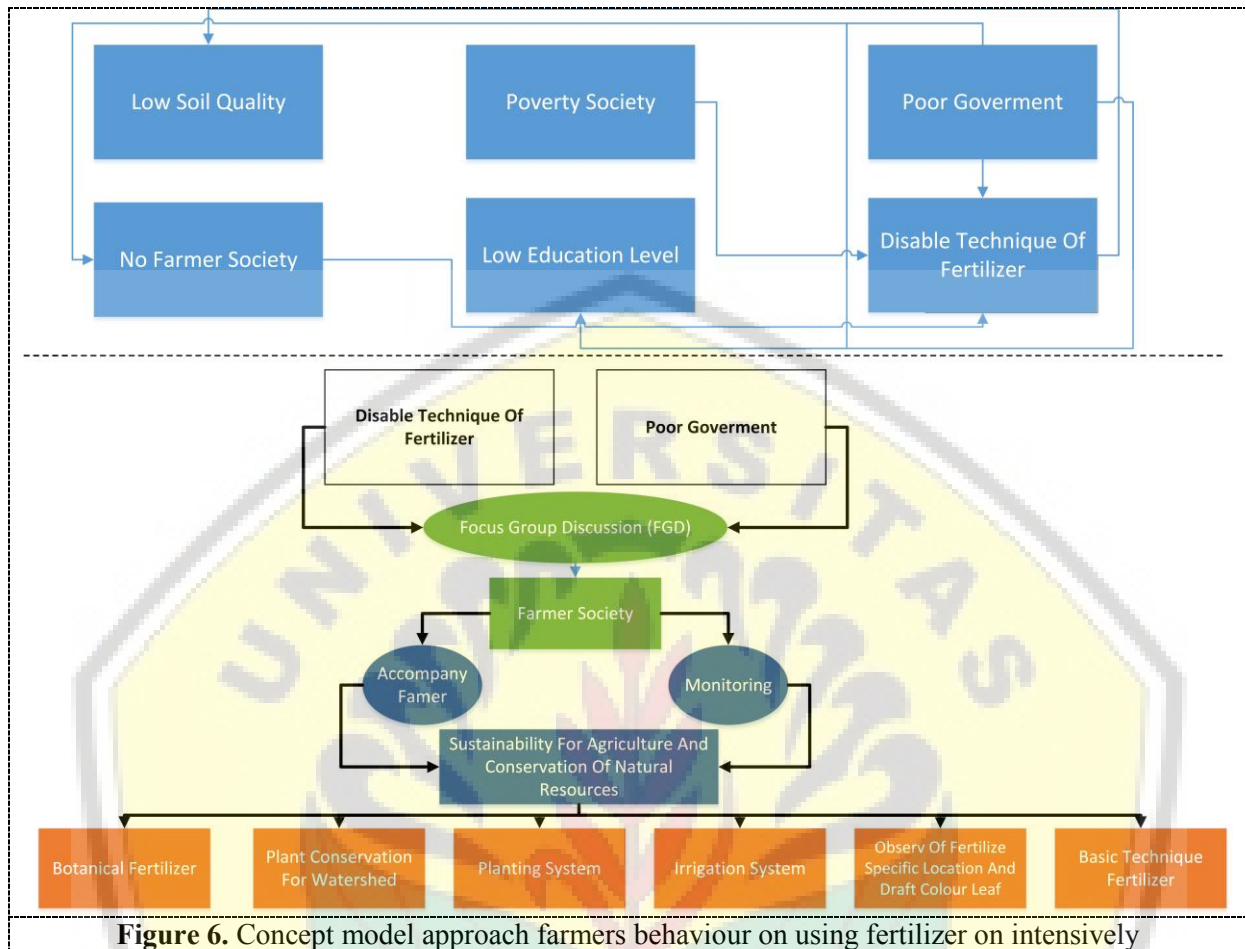 Low Soil Quality
Poverty Society
Poor Goverment
No Farmer Society
Low Education Level
Disable Technique Of
Fertilizer
Disable Technique Of
Fertilizer
Poor Goverment
UNIVERSITAS
Focus Group Discussion (FGD)
Farmer Society
Accompany
Famer
Monitoring
Sustainability For Agriculture And
Conservation Of Natural
Resources
Botanical Fertilizer
Plant Conservation
For Watershed
Planting System
Irrigation System
Observ Of Fertilize
Specific Location And
Draft Colour Leaf
Basic Technique
Fertilizer
Figure 6. Concept model approach farmers behaviour on using fertilizer on intensively